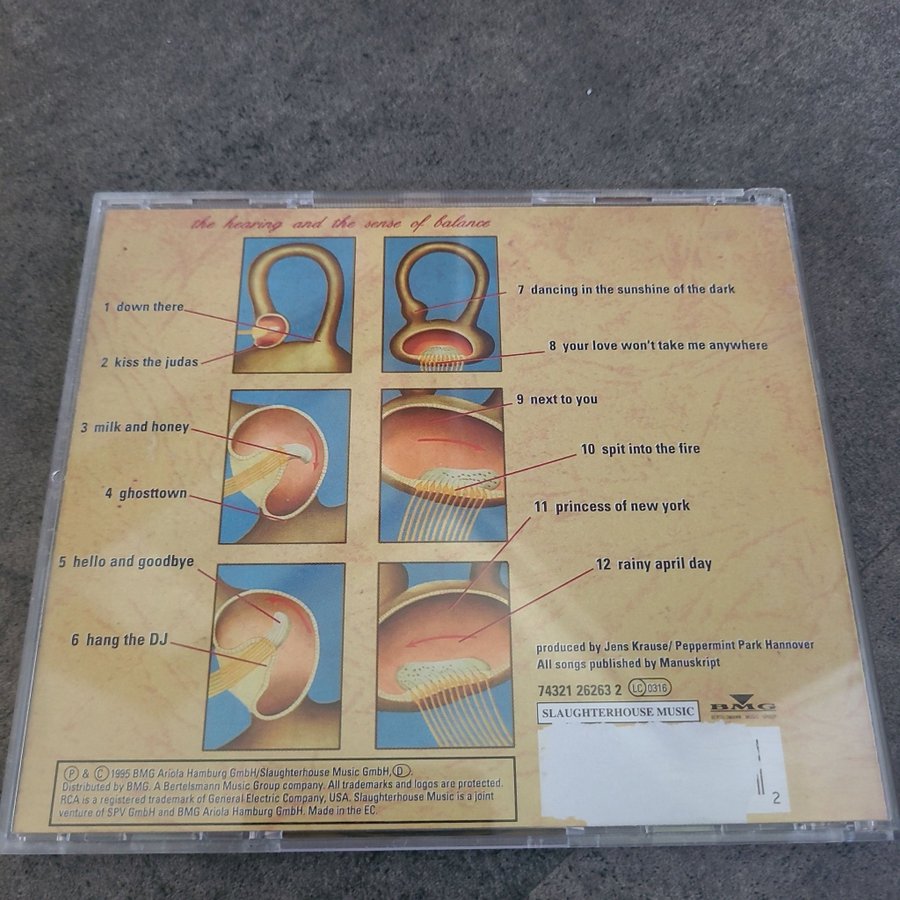 the hearing and the sense of balance
1 down there
2 kiss the judas
3 milk and honey
4 ghosttown
5 hello and goodbye
6 hang the DJ
7 dancing in the sunshine of the dark
8 your love won't take me anywhere
9 next to you
10 spit into the fire
11 princess of new york
12 rainy april day
produced by Jens Krause/ Peppermint Park Hannover
All songs published by Manuskript
74321 26263 2 LC 0316
SLAUGHTERHOUSE MUSIC
BMG
BERTELSMANN MUSIC GROUP
2
P & C 1995 BMG Ariola Hamburg GmbH/Slaughterhouse Music GmbH, D.
Distributed by BMG. A Bertelsmann Music Group company. All trademarks and logos are protected.
RCA is a registered trademark of General Electric Company, USA. Slaughterhouse Music is a joint
venture of SPV GmbH and BMG Ariola Hamburg GmbH. Made in the EC.